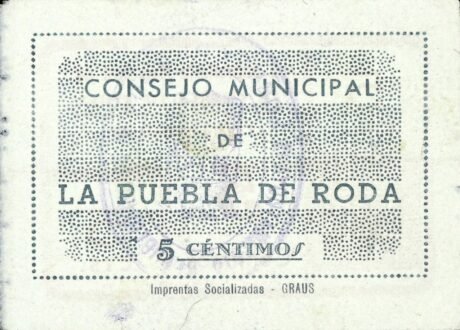 CONSEJO MUNICIPAL
DE
LA PUEBLA DE RODA
5 CÉNTIMOS
Imprentas Socializadas - GRAUS